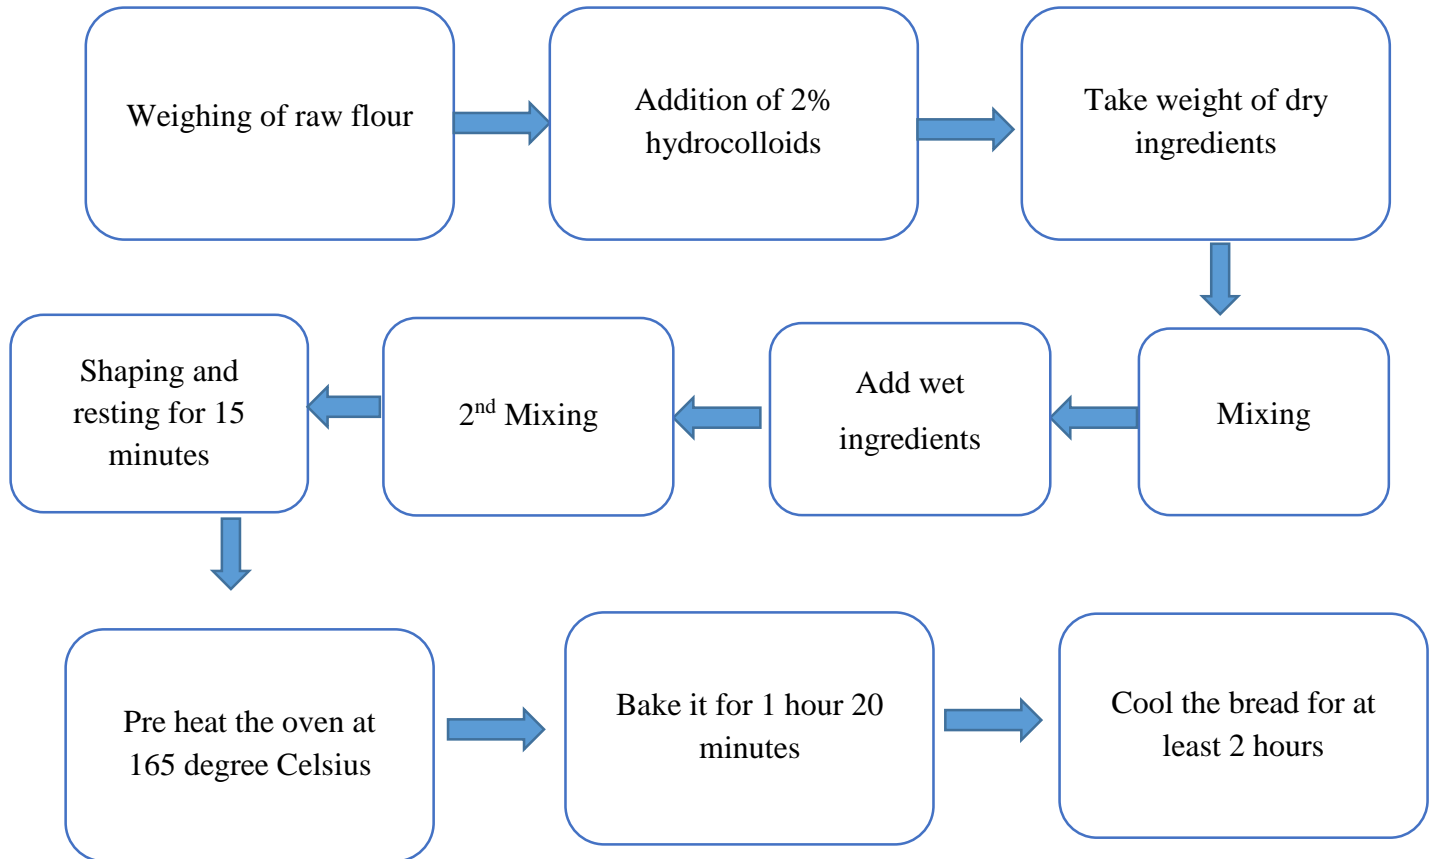 Weighing of raw flour
Addition of 2%
hydrocolloids
Take weight of dry
ingredients
Mixing
Add wet
ingredients
2nd Mixing
Shaping and
resting for 15
minutes
Pre heat the oven at
165 degree Celsius
Bake it for 1 hour 20
minutes
Cool the bread for at
least 2 hours